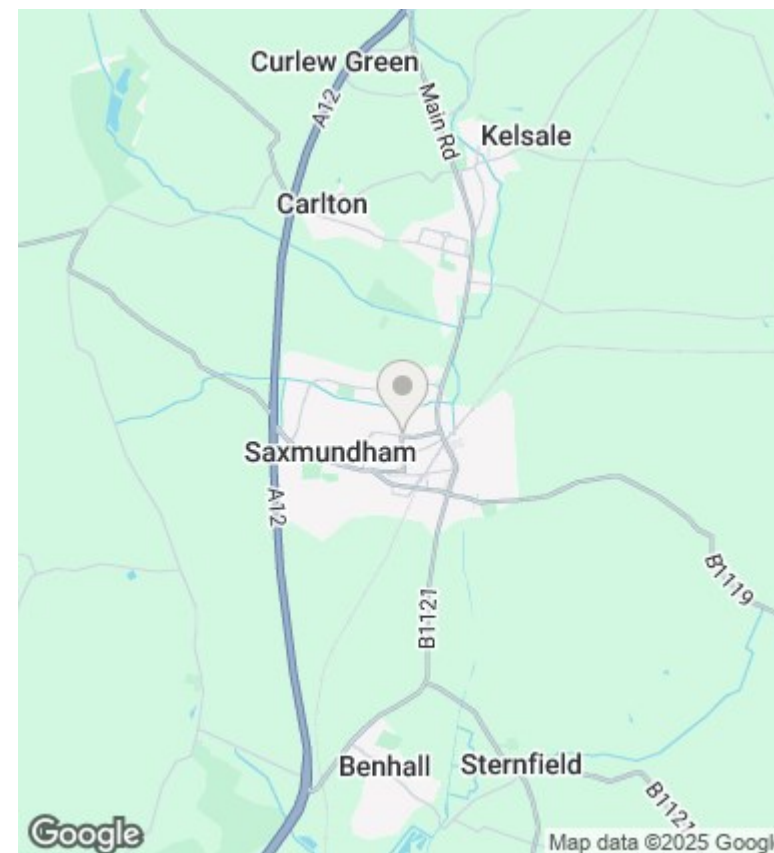 Curlew Green
A12
Main Rd
Kelsale
Carlton
Saxmundham
A12
B1119
B1121
Benhall
Sternfield
B1121
Google
Map data ©2025 Googl